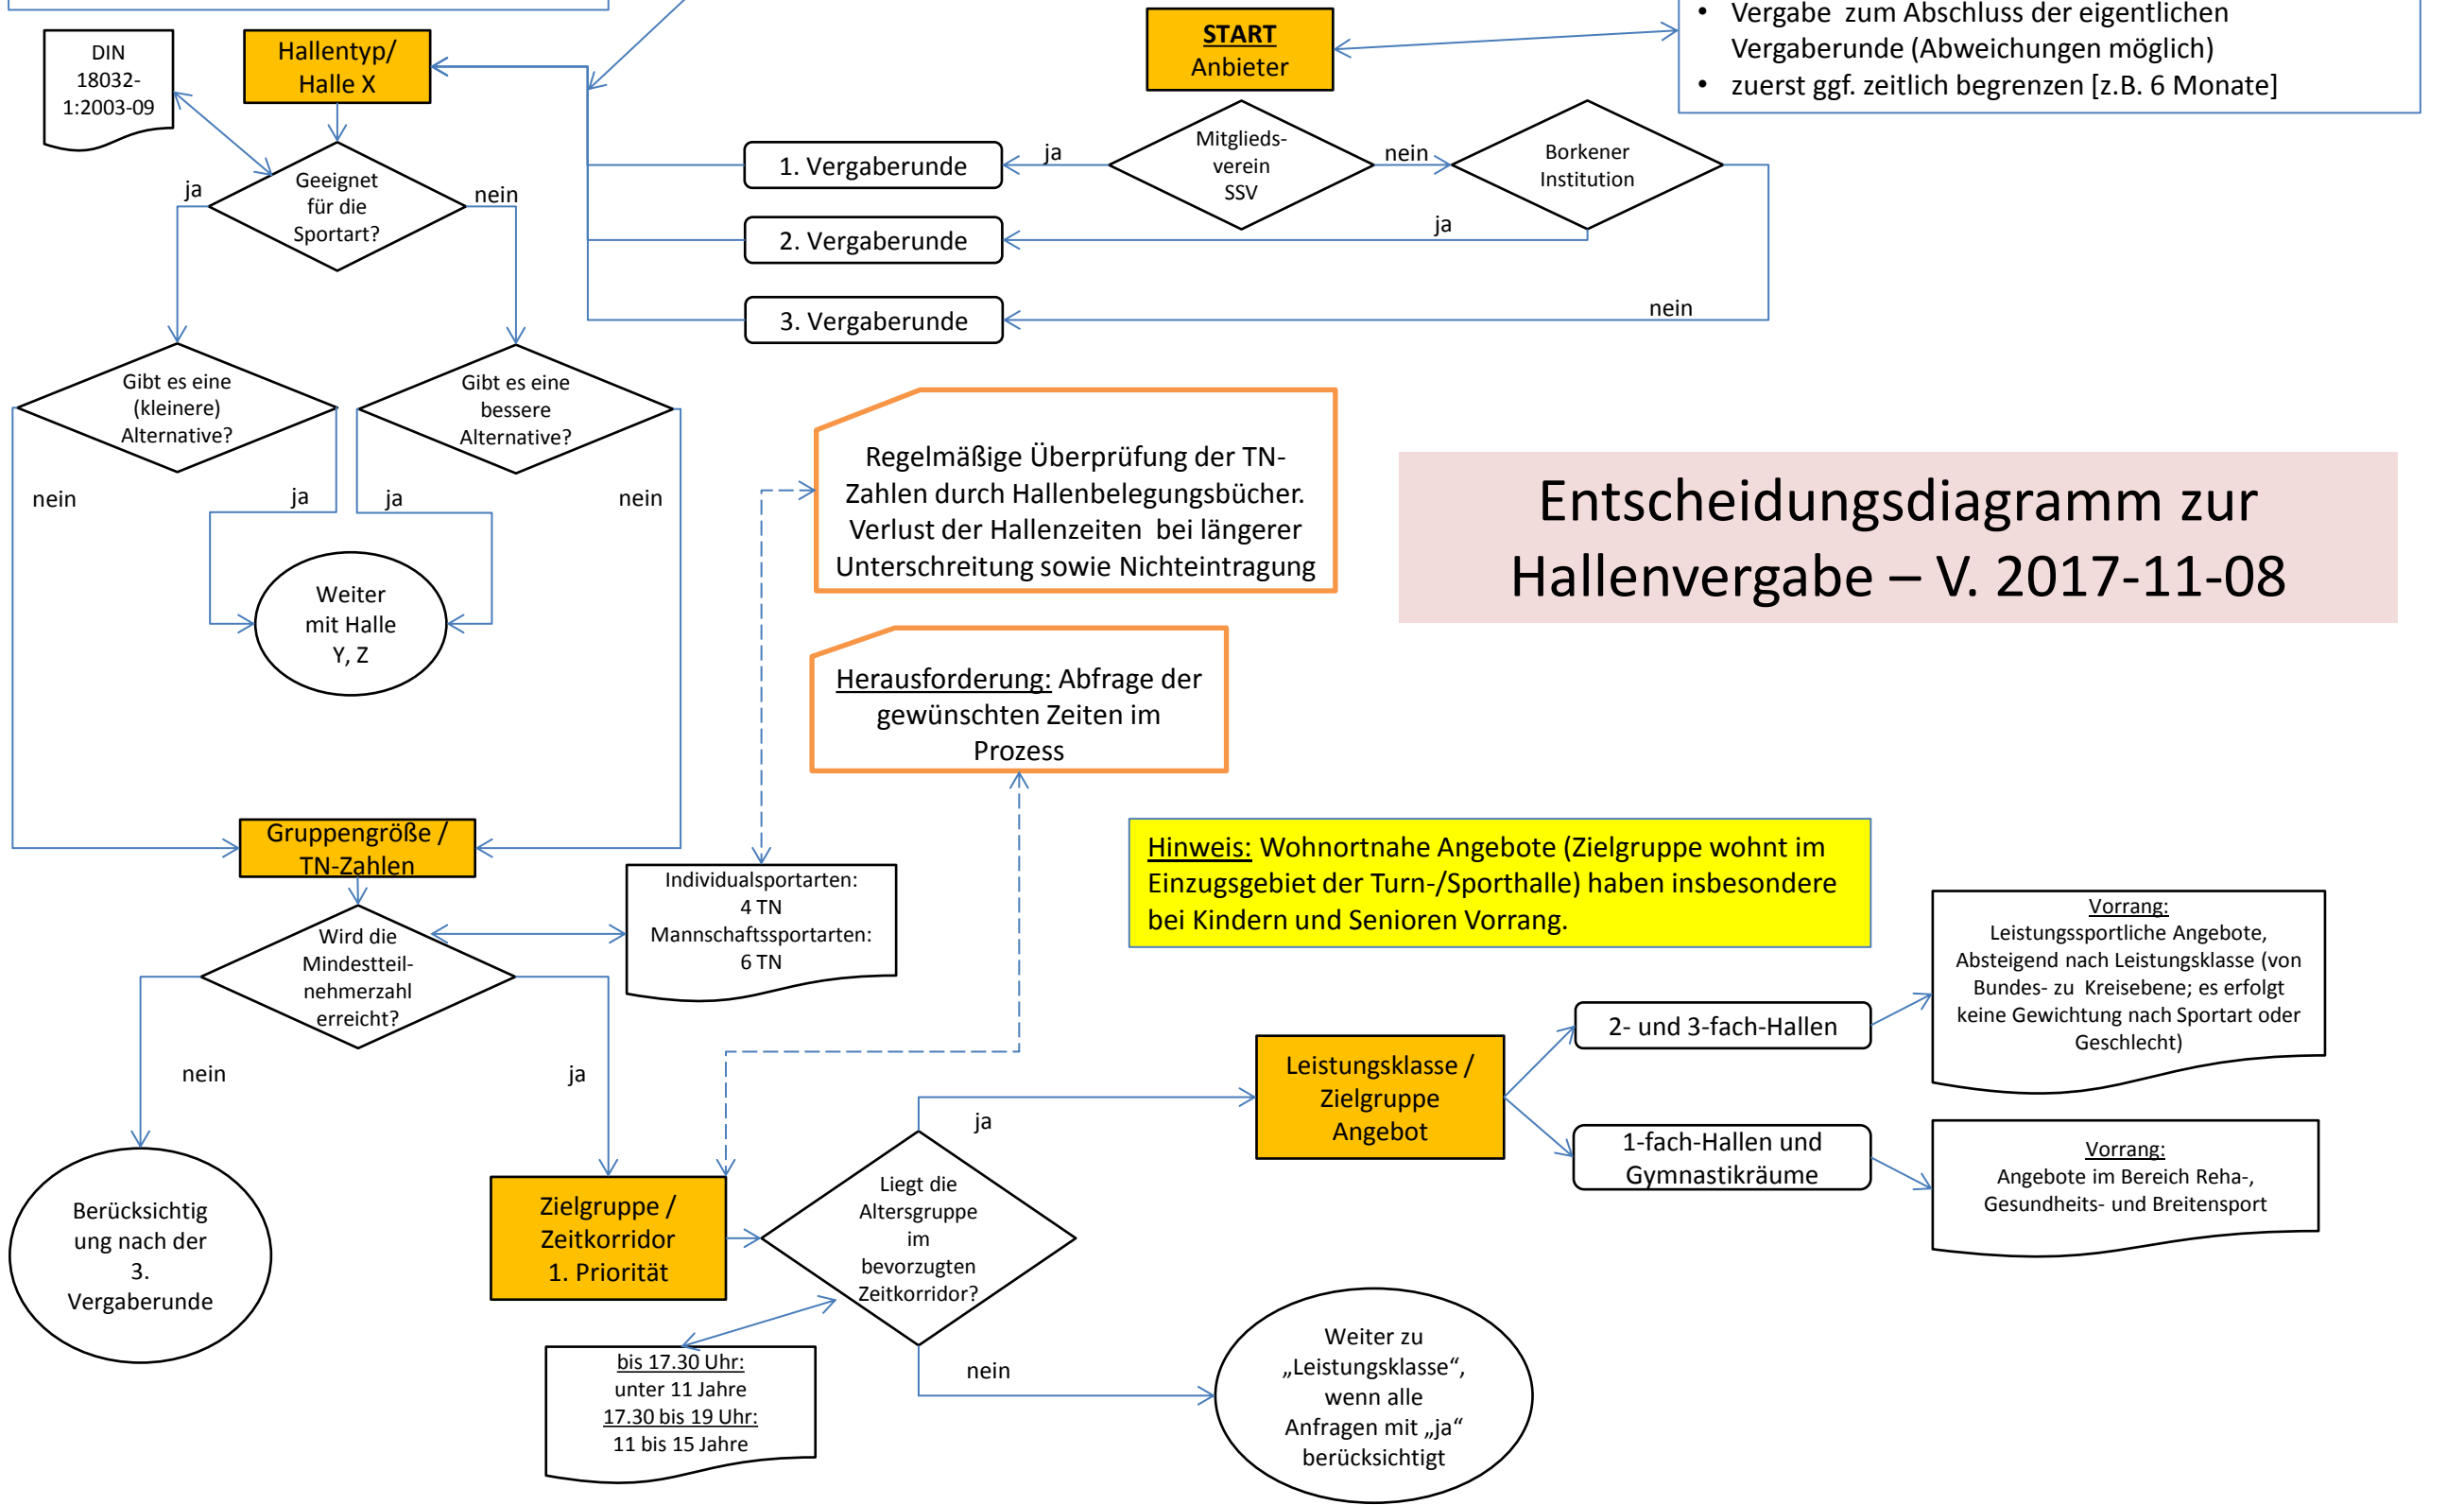 • Vergabe zum Abschluss der eigentlichen
Vergaberunde (Abweichungen möglich)
• zuerst ggf. zeitlich begrenzen [z.B. 6 Monate]
START
Anbieter
DIN
18032-
1:2003-09
Hallentyp/
Halle X
Geeignet
für die
Sportart?
ja
nein
1. Vergaberunde
2. Vergaberunde
3. Vergaberunde
ja
Mitglieds-
verein
SSV
nein
Borkener
Institution
ja
nein
Gibt es eine
(kleinere)
Alternative?
Gibt es eine
bessere
Alternative?
nein
ja
ja
nein
Weiter
mit Halle
Y, Z
Regelmäßige Überprüfung der TN-
Zahlen durch Hallenbelegungsbücher.
Verlust der Hallenzeiten bei längerer
Unterschreitung sowie Nichteintragung
Entscheidungsdiagramm zur
Hallenvergabe – V. 2017-11-08
Herausforderung: Abfrage der
gewünschten Zeiten im
Prozess
Gruppengröße /
TN-Zahlen
Individualsportarten:
4 TN
Mannschaftssportarten:
6 TN
Hinweis: Wohnortnahe Angebote (Zielgruppe wohnt im
Einzugsgebiet der Turn-/Sporthalle) haben insbesondere
bei Kindern und Senioren Vorrang.
Wird die
Mindestteil-
nehmerzahl
erreicht?
nein
ja
Berücksichtig
ung nach der
3.
Vergaberunde
Zielgruppe /
Zeitkorridor
1. Priorität
Liegt die
Altersgruppe
im
bevorzugten
Zeitkorridor?
ja
nein
bis 17.30 Uhr:
unter 11 Jahre
17.30 bis 19 Uhr:
11 bis 15 Jahre
Leistungsklasse /
Zielgruppe
Angebot
2- und 3-fach-Hallen
1-fach-Hallen und
Gymnastikräume
Vorrang:
Leistungssportliche Angebote,
Absteigend nach Leistungsklasse (von
Bundes- zu Kreisebene; es erfolgt
keine Gewichtung nach Sportart oder
Geschlecht)
Vorrang:
Angebote im Bereich Reha-,
Gesundheits- und Breitensport
Weiter zu
„Leistungsklasse“,
wenn alle
Anfragen mit „ja“
berücksichtigt